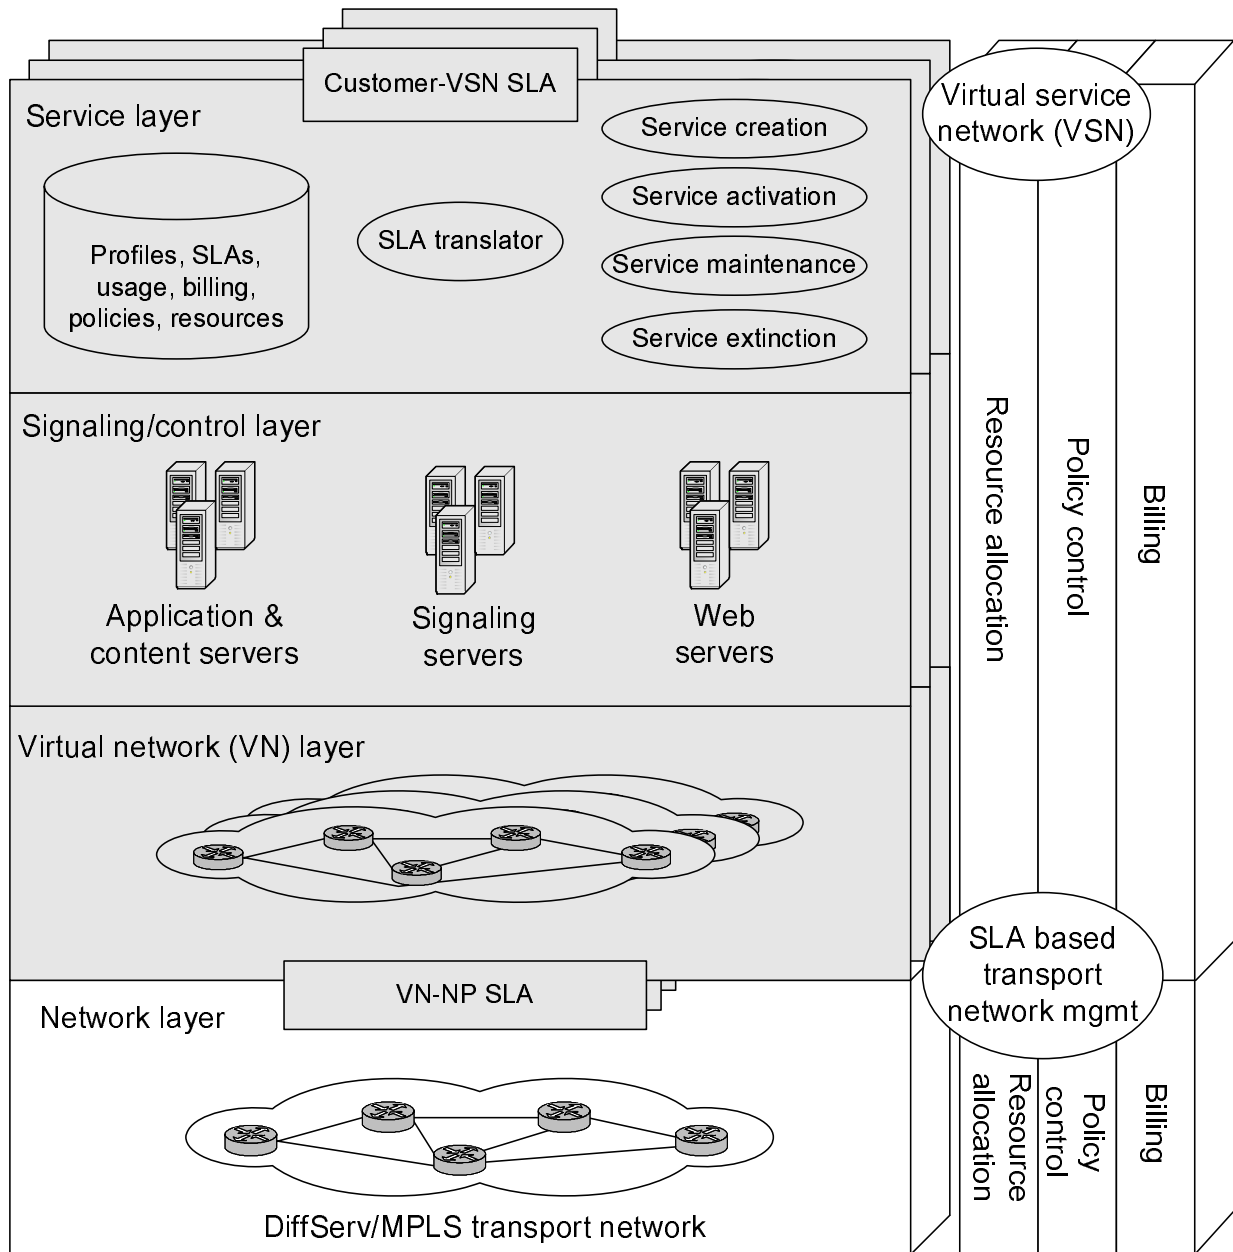 Customer-VSN SLA
Service layer
Profiles, SLAs,
usage, billing,
policies, resources
SLA translator
Service creation
Service activation
Service maintenance
Service extinction
Signaling/control layer
Application &
content servers
Signaling
servers
Web
servers
Virtual network (VN) layer
VN-NP SLA
Network layer
DiffServ/MPLS transport network
Virtual service
network (VSN)
Resource allocation
Policy control
Billing
SLA based
transport
network mgmt
Resource
allocation
Policy
control
Billing